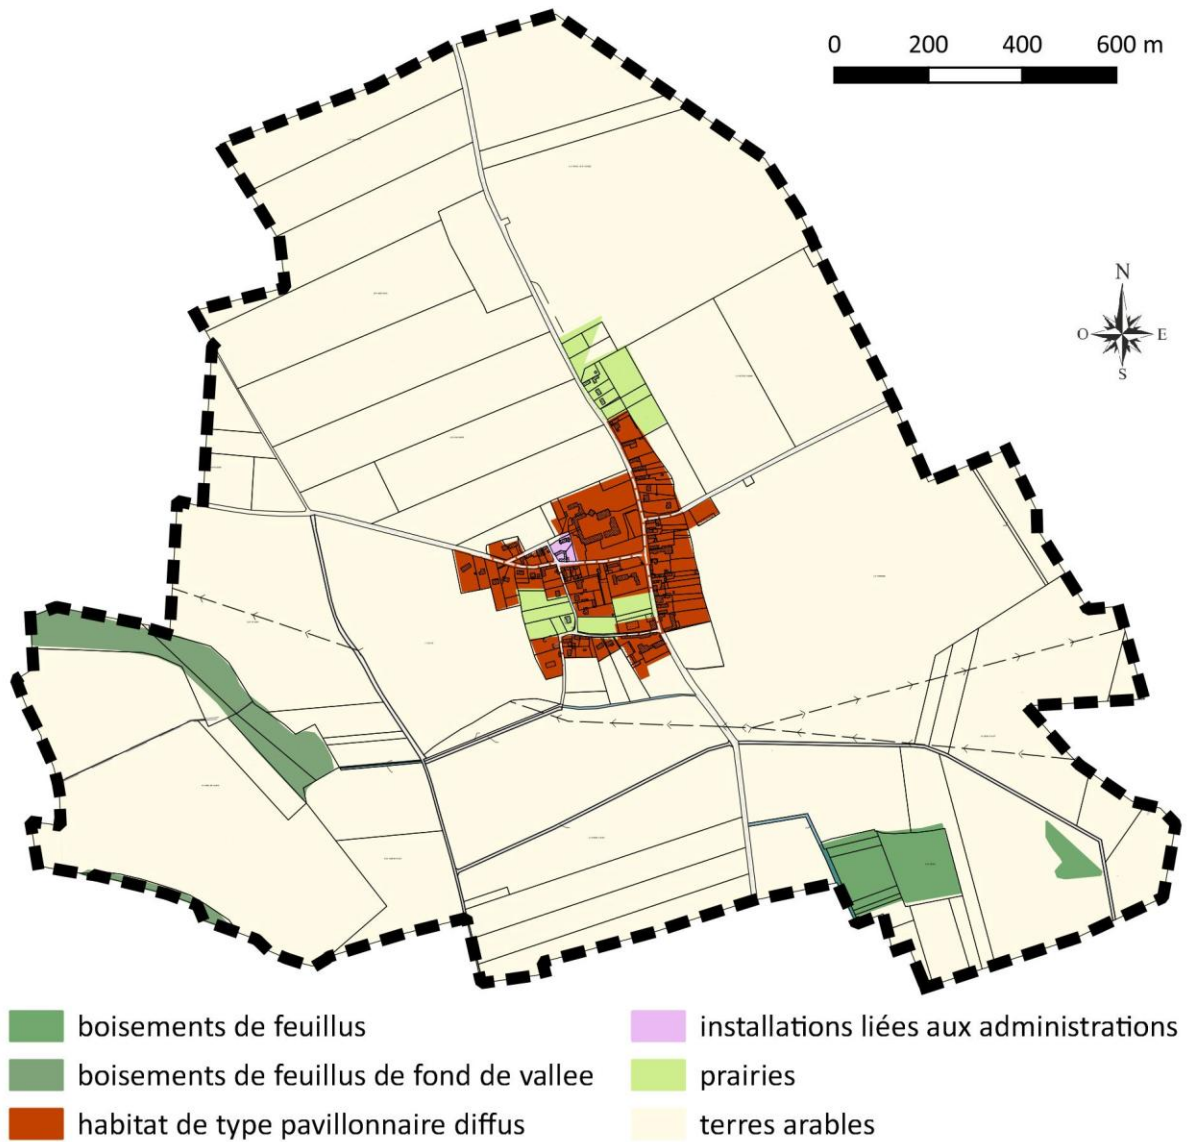 0 200 400 600 m
N
O E
S
boisements de feuillus
boisements de feuillus de fond de vallee
habitat de type pavillonnaire diffus
installations liées aux administrations
prairies
terres arables